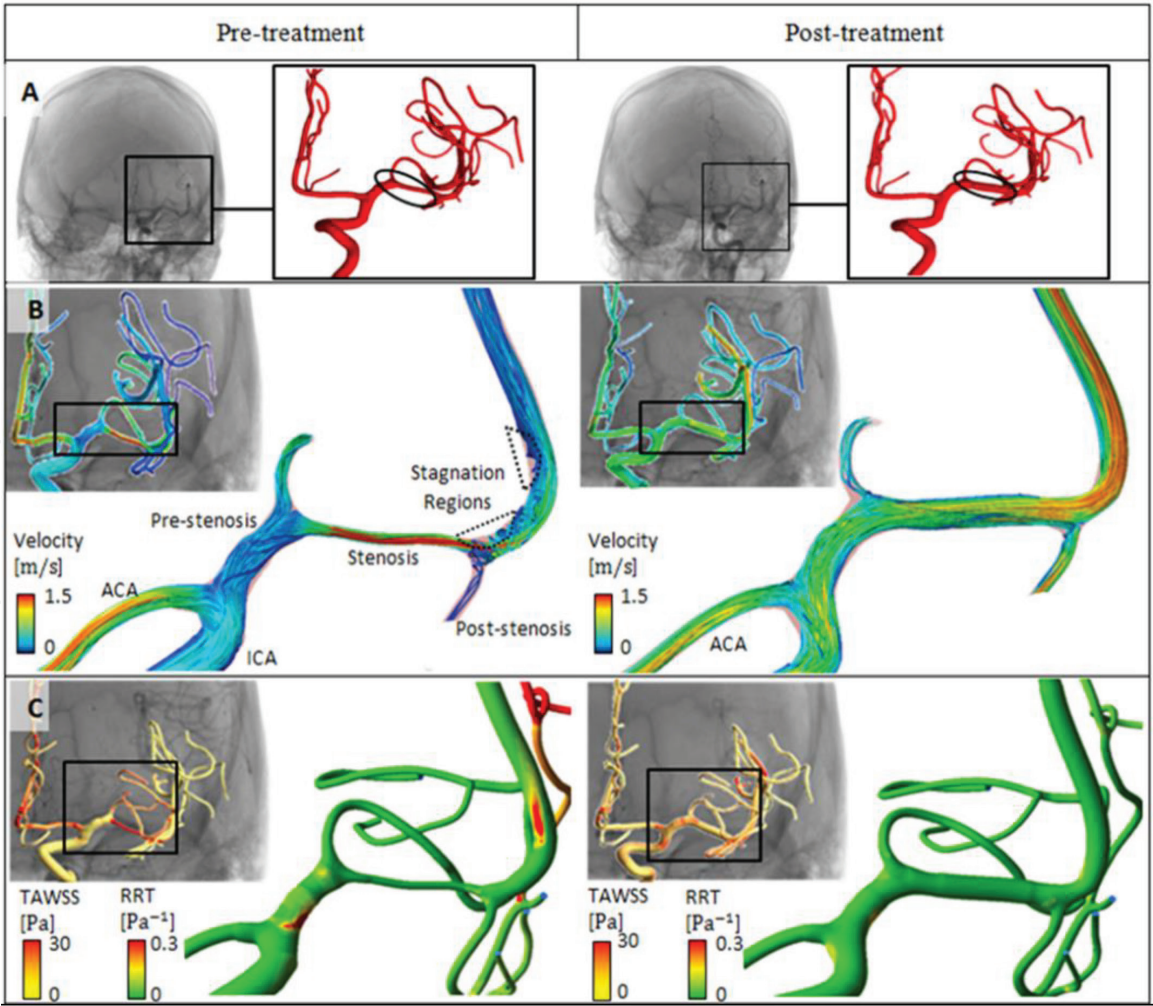 Pre-treatment
Post-treatment
A
B
Stagnation
Regions
Pre-stenosis
Stenosis
Velocity
[m/s]
1.5
0
ACA
ICA
Post-stenosis
Velocity
[m/s]
1.5
0
ACA
C
TAWSS
[Pa]
30
0
RRT
[Pa⁻¹]
0.3
0
TAWSS
[Pa]
30
0
RRT
[Pa⁻¹]
0.3
0